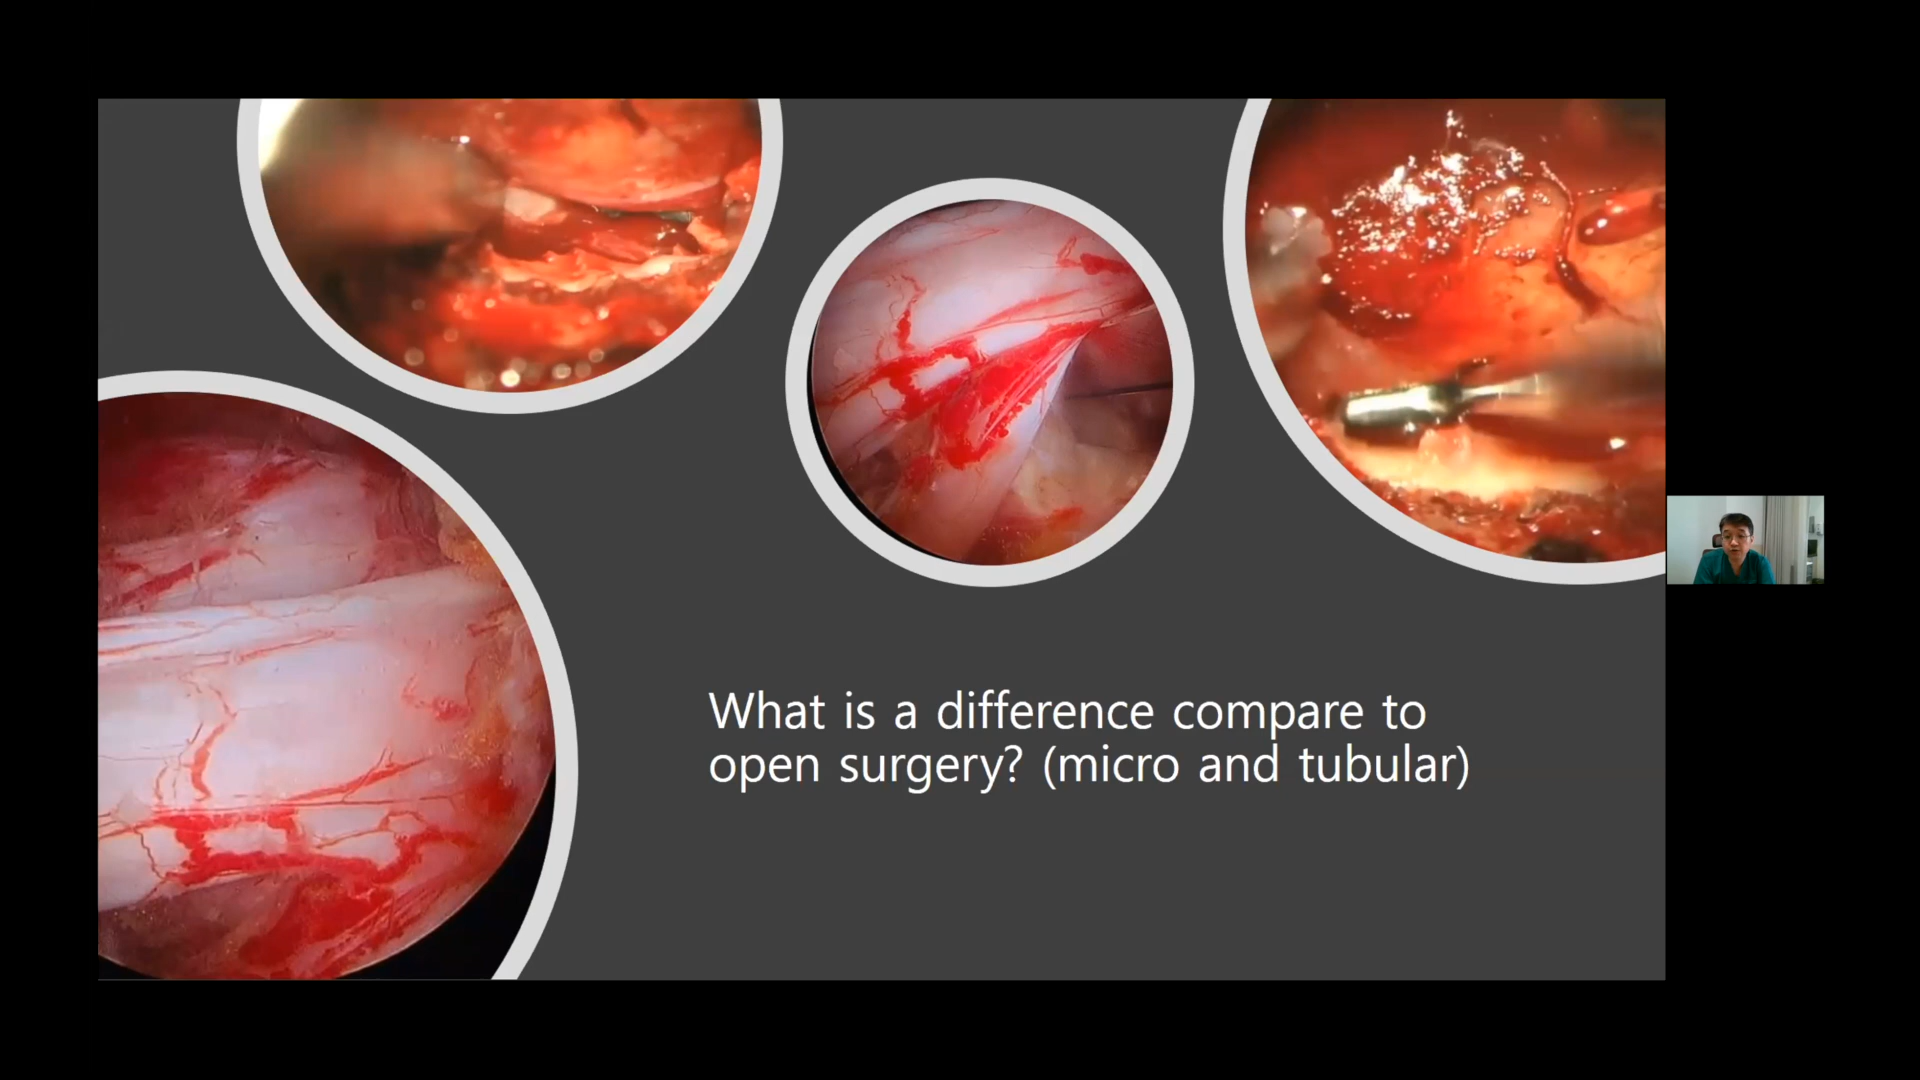 What is a difference compare to
open surgery? (micro and tubular)